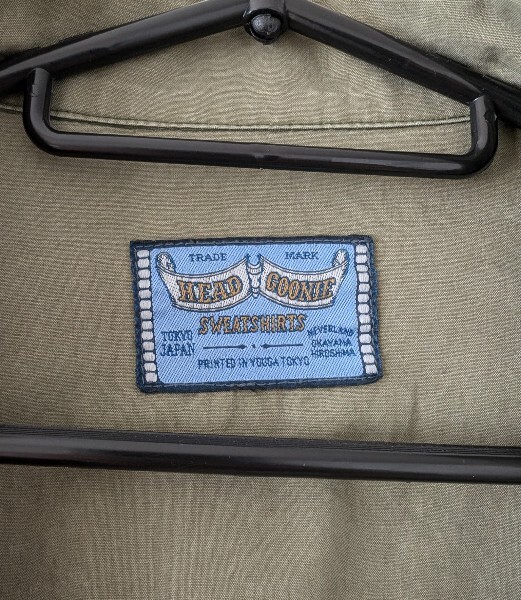 TRADE MARK
HEAD GOONIE
SWEATSHIRTS
TOKYO
JAPAN
NEVERLAND
OKAYAMA
HIROSHIMA
PRINTED IN YOUGA TOKYO